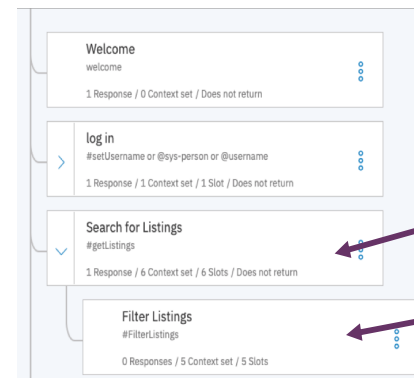 Welcome
welcome
1 Response / 0 Context set / Does not return
log in
#setUsername or @sys-person or @username
1 Response / 1 Context set / 1 Slot / Does not return
Search for Listings
#getListings
1 Response / 6 Context set / 6 Slots / Does not return
Filter Listings
#FilterListings
0 Responses / 5 Context set / 5 Slots